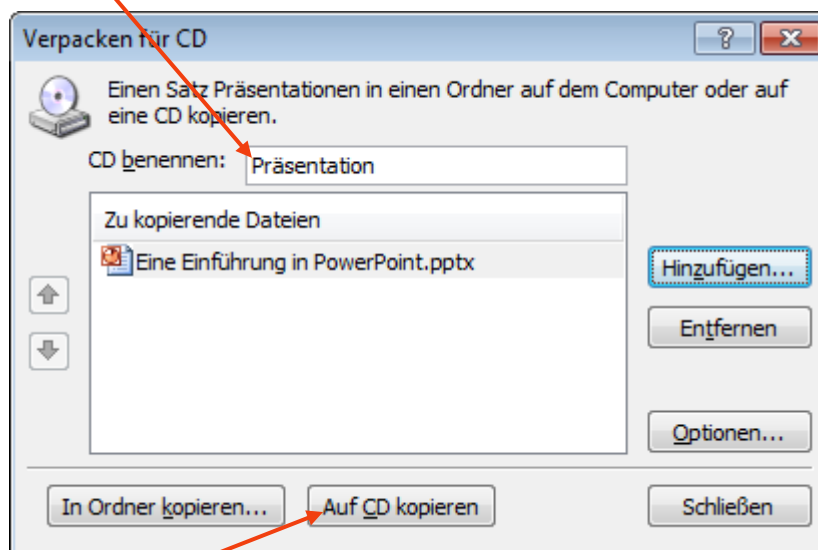 Verpacken für CD
Einen Satz Präsentationen in einen Ordner auf dem Computer oder auf
eine CD kopieren.
CD benennen: Präsentation
Zu kopierende Dateien
Eine Einführung in PowerPoint.pptx
Hinzufügen...
Entfernen
Optionen...
In Ordner kopieren... Auf CD kopieren Schließen